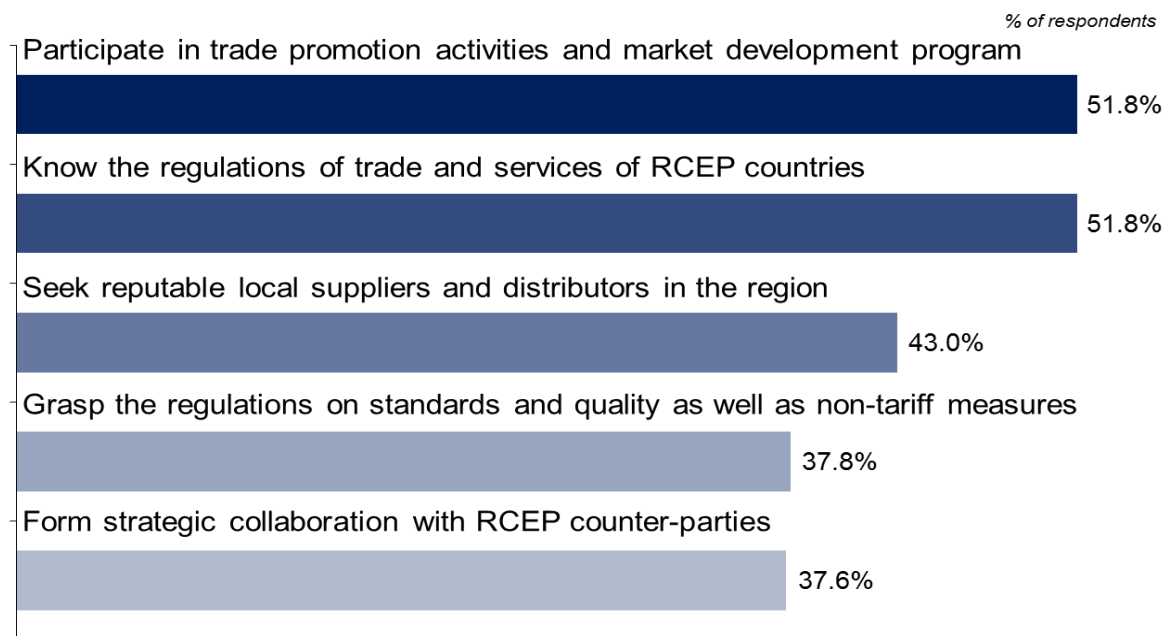 % of respondents
Participate in trade promotion activities and market development program
51.8%
Know the regulations of trade and services of RCEP countries
51.8%
Seek reputable local suppliers and distributors in the region
43.0%
Grasp the regulations on standards and quality as well as non-tariff measures
37.8%
Form strategic collaboration with RCEP counter-parties
37.6%